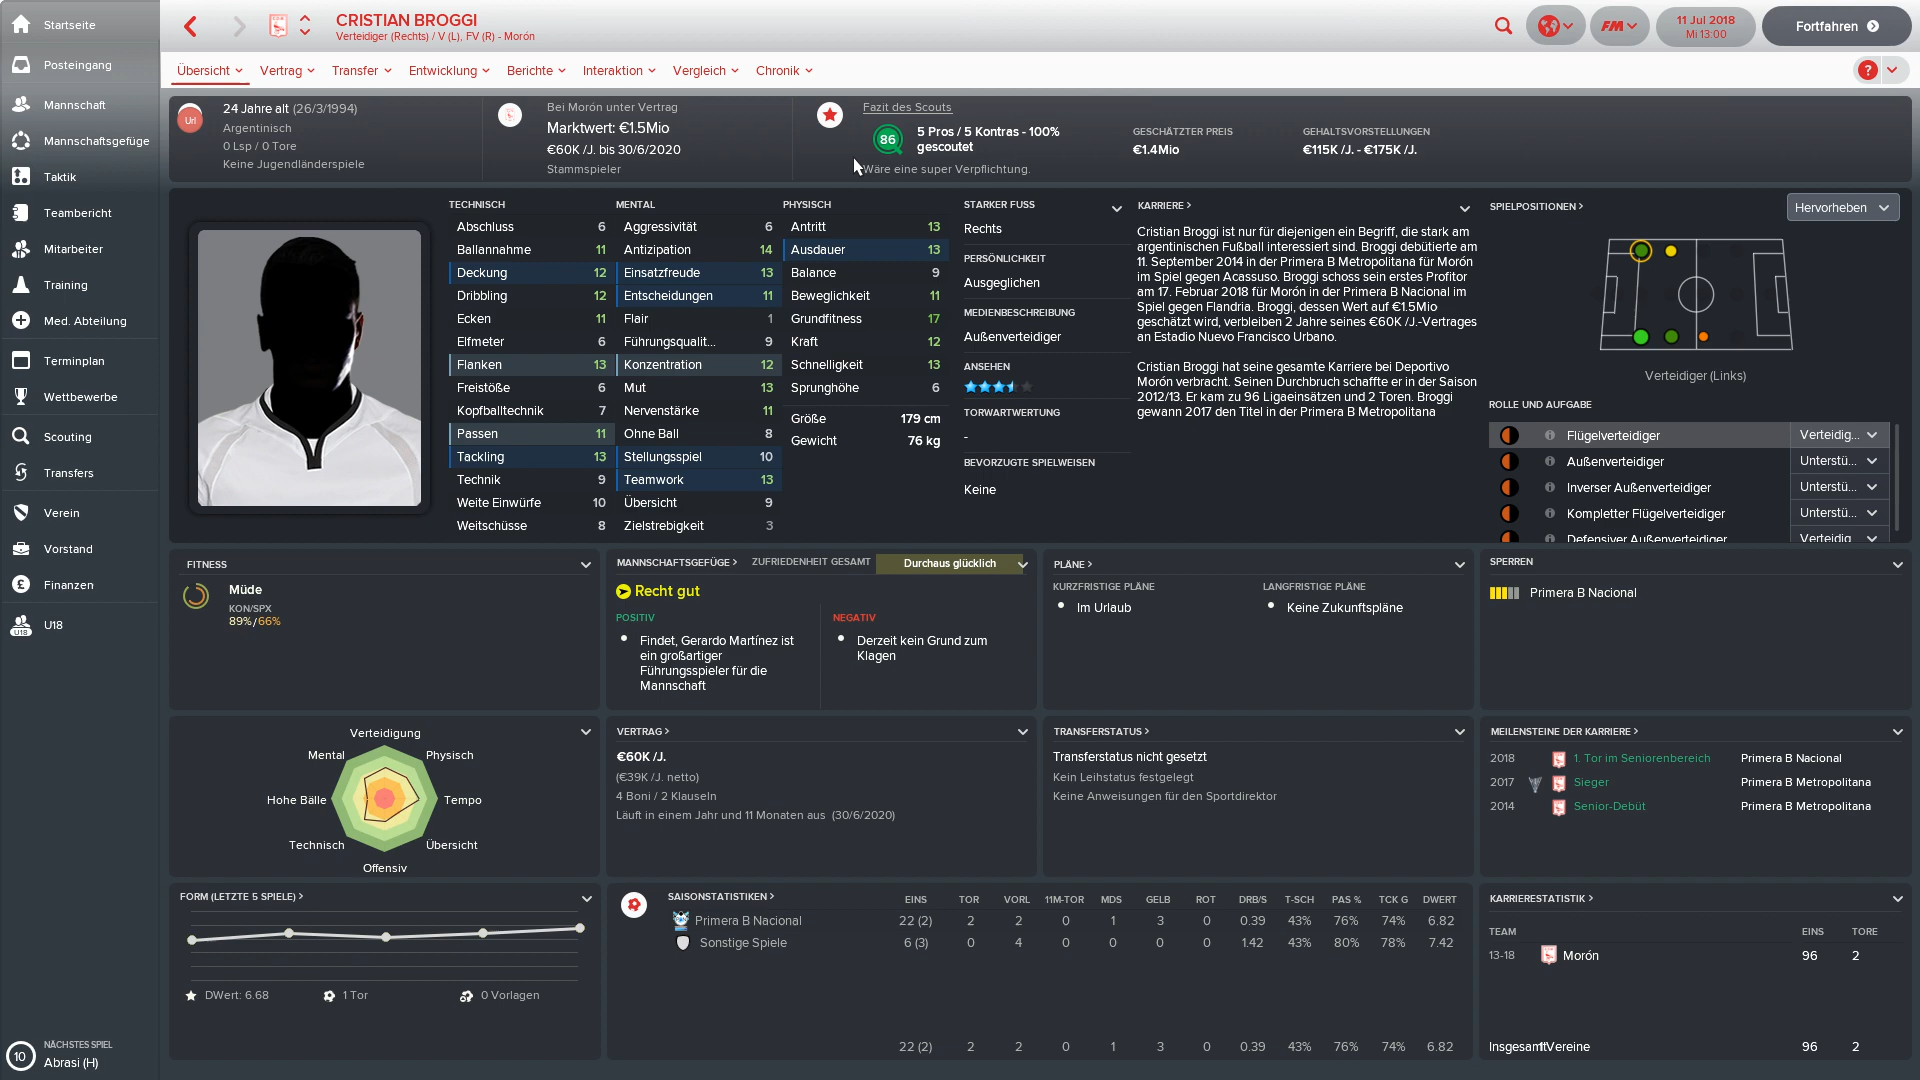 Startseite
Posteingang
Mannschaft
Mannschaftsgefüge
Taktik
Teambericht
Mitarbeiter
Training
Med. Abteilung
Terminplan
Wettbewerbe
Scouting
Transfers
Verein
Vorstand
Finanzen
U18
U18
10
NÄCHSTES SPIEL
Abrasi (H)
CRISTIAN BROGGI
Verteidiger (Rechts) / V (L), FV (R) - Morón
FM
11 Jul 2018
Mi 13:00
Fortfahren
Übersicht
Vertrag
Transfer
Entwicklung
Berichte
Interaktion
Vergleich
Chronik
?
Url
24 Jahre alt (26/3/1994)
Argentinisch
0 Lsp / 0 Tore
Keine Jugendländerspiele
Bei Morón unter Vertrag
Marktwert: €1.5Mio
€60K /J. bis 30/6/2020
Stammspieler
Fazit des Scouts
86
5 Pros / 5 Kontras - 100%
gescoutet
Wäre eine super Verpflichtung.
GESCHÄTZTER PREIS
€1.4Mio
GEHALTSVORSTELLUNGEN
€115K /J. - €175K /J.
TECHNISCH
Abschluss 6
Ballannahme 11
Deckung 12
Dribbling 12
Ecken 11
Elfmeter 6
Flanken 13
Freistöße 6
Kopfballtechnik 7
Passen 11
Tackling 13
Technik 9
Weite Einwürfe 10
Weitschüsse 8
MENTAL
Aggressivität 6
Antizipation 14
Einsatzfreude 13
Entscheidungen 11
Flair 1
Führungsqualit... 9
Konzentration 12
Mut 13
Nervenstärke 11
Ohne Ball 8
Stellungsspiel 10
Teamwork 13
Übersicht 9
Zielstrebigkeit 3
PHYSISCH
Antritt 13
Ausdauer 13
Balance 9
Beweglichkeit 11
Grundfitness 17
Kraft 12
Schnelligkeit 13
Sprunghöhe 6
Größe 179 cm
Gewicht 76 kg
STARKER FUSS
Rechts
PERSÖNLICHKEIT
Ausgeglichen
MEDIENBESCHREIBUNG
Außenverteidiger
ANSEHEN
TORWARTWERTUNG
-
BEVORZUGTE SPIELWEISEN
Keine
KARRIERE >
Cristian Broggi ist nur für diejenigen ein Begriff, die stark am
argentinischen Fußball interessiert sind. Broggi debütierte am
11. September 2014 in der Primera B Metropolitana für Morón
im Spiel gegen Acassuso. Broggi schoss sein erstes Profitor
am 17. Februar 2018 für Morón in der Primera B Nacional im
Spiel gegen Flandria. Broggi, dessen Wert auf €1.5Mio
geschätzt wird, verbleiben 2 Jahre seines €60K /J.-Vertrages
an Estadio Nuevo Francisco Urbano.
Cristian Broggi hat seine gesamte Karriere bei Deportivo
Morón verbracht. Seinen Durchbruch schaffte er in der Saison
2012/13. Er kam zu 96 Ligaeinsätzen und 2 Toren. Broggi
gewann 2017 den Titel in der Primera B Metropolitana
SPIELPOSITIONEN >
Hervorheben
Verteidiger (Links)
ROLLE UND AUFGABE
Flügelverteidiger Verteidig...
Außenverteidiger Unterstü...
Inverser Außenverteidiger Unterstü...
Kompletter Flügelverteidiger Unterstü...
Defensiver Außenverteidiger Verteidig
FITNESS
Müde
KON/SPX
89%/66%
MANNSCHAFTSGEFÜGE >
ZUFRIEDENHEIT GESAMT
Durchaus glücklich
Recht gut
POSITIV
Findet, Gerardo Martínez ist
ein großartiger
Führungsspieler für die
Mannschaft
NEGATIV
Derzeit kein Grund zum
Klagen
PLÄNE >
KURZFRISTIGE PLÄNE
Im Urlaub
LANGFRISTIGE PLÄNE
Keine Zukunftspläne
SPERREN
Primera B Nacional
Verteidigung
Mental
Physisch
Hohe Bälle
Tempo
Technisch
Übersicht
Offensiv
VERTRAG >
€60K /J.
(€39K /J. netto)
4 Boni / 2 Klauseln
Läuft in einem Jahr und 11 Monaten aus (30/6/2020)
TRANSFERSTATUS >
Transferstatus nicht gesetzt
Kein Leihstatus festgelegt
Keine Anweisungen für den Sportdirektor
MEILENSTEINE DER KARRIERE >
2018 1. Tor im Seniorenbereich Primera B Nacional
2017 Sieger Primera B Metropolitana
2014 Senior-Debüt Primera B Metropolitana
FORM (LETZTE 5 SPIELE) >
DWert: 6.68
1 Tor
0 Vorlagen
SAISONSTATISTIKEN > EINS TOR VORL 11M-TOR MDS GELB ROT DRB/S T-SCH PAS % TCK G DWERT
Primera B Nacional 22 (2) 2 2 0 1 3 0 0.39 43% 76% 74% 6.82
Sonstige Spiele 6 (3) 0 4 0 0 0 0 1.42 43% 80% 78% 7.42
22 (2) 2 2 0 1 3 0 0.39 43% 76% 74% 6.82
KARRIERESTATISTIK >
TEAM EINS TORE
13-18 Morón 96 2
Insgesamt 1 Vereine 96 2